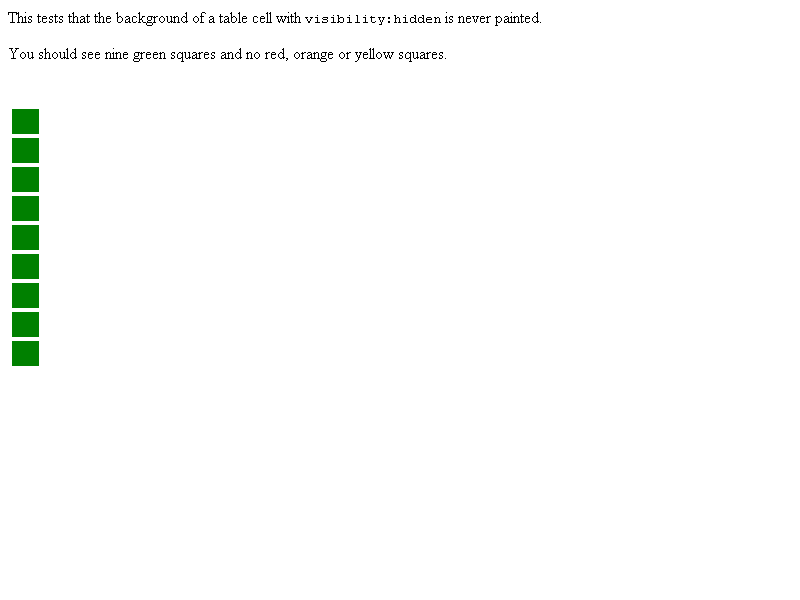 This tests that the background of a table cell with visibility:hidden is never painted.
You should see nine green squares and no red, orange or yellow squares.